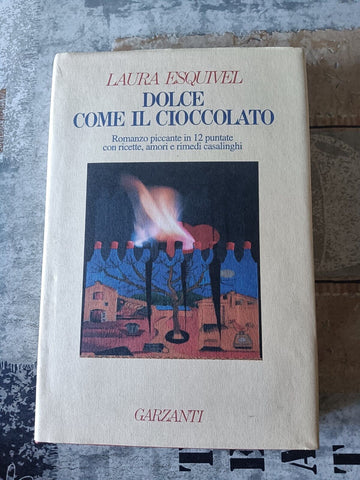 LAURA ESQUIVEL
DOLCE
COME IL CIOCCOLATO
Romanzo piccante in 12 puntate
con ricette, amori e rimedi casalinghi
GARZANTI